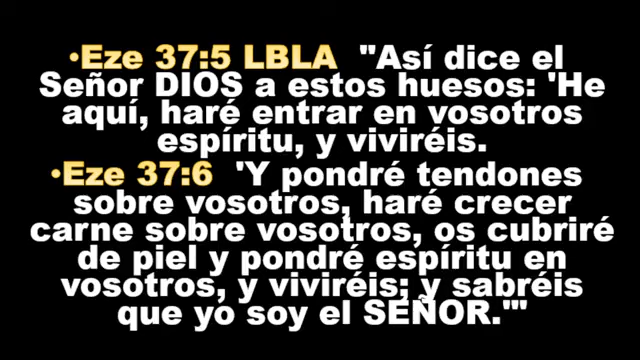 •Eze 37:5 LBLA "Así dice el
Señor DIOS a estos huesos: 'He
aquí, haré entrar en vosotros
espíritu, y viviréis.
•Eze 37:6 'Y pondré tendones
sobre vosotros, haré crecer
carne sobre vosotros, os cubriré
de piel y pondré espíritu en
vosotros, y viviréis; y sabréis
que yo soy el SEÑOR.'"